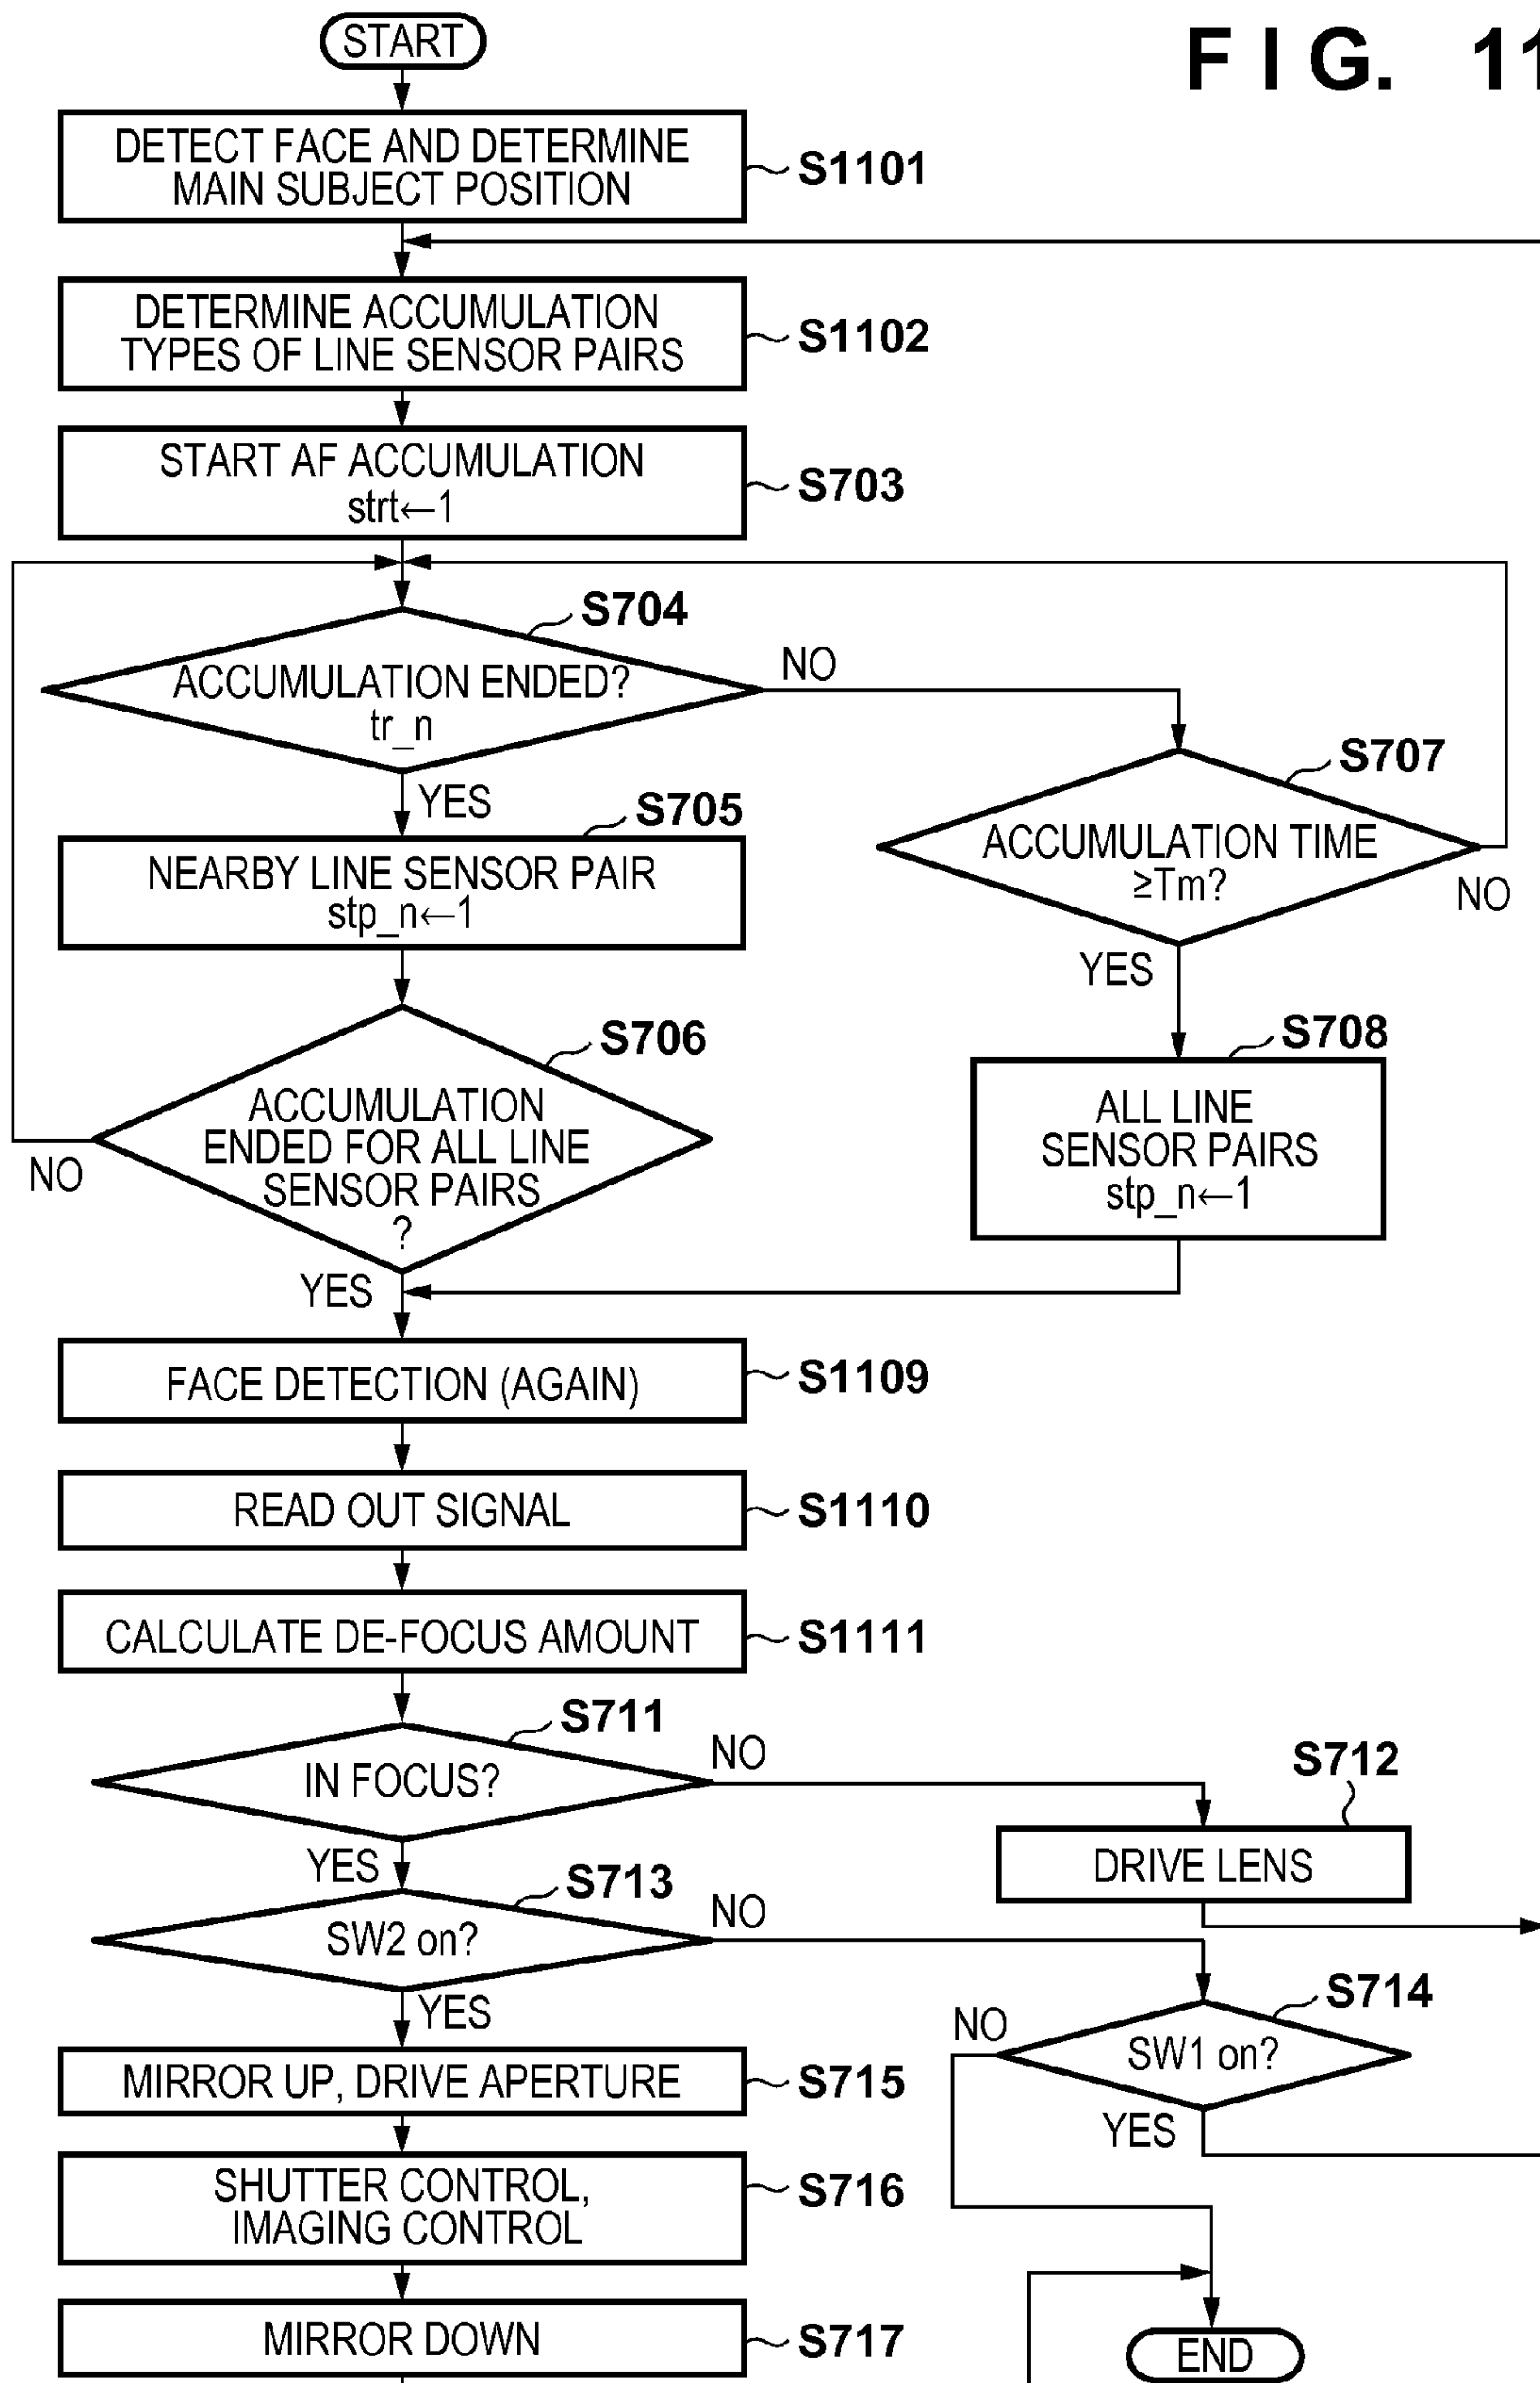 START
FIG. 11
DETECT FACE AND DETERMINE
MAIN SUBJECT POSITION
S1101
DETERMINE ACCUMULATION
TYPES OF LINE SENSOR PAIRS
S1102
START AF ACCUMULATION
strt←1
S703
S704
ACCUMULATION ENDED?
tr_n
NO
YES
S707
ACCUMULATION TIME
≥Tm?
NO
YES
S705
NEARBY LINE SENSOR PAIR
stp_n←1
S706
ACCUMULATION
ENDED FOR ALL LINE
SENSOR PAIRS
?
NO
YES
S708
ALL LINE
SENSOR PAIRS
stp_n←1
FACE DETECTION (AGAIN)
S1109
READ OUT SIGNAL
S1110
CALCULATE DE-FOCUS AMOUNT
S1111
S711
IN FOCUS?
NO
YES
S712
DRIVE LENS
S713
SW2 on?
NO
YES
S714
SW1 on?
NO
YES
MIRROR UP, DRIVE APERTURE
S715
SHUTTER CONTROL,
IMAGING CONTROL
S716
MIRROR DOWN
S717
END